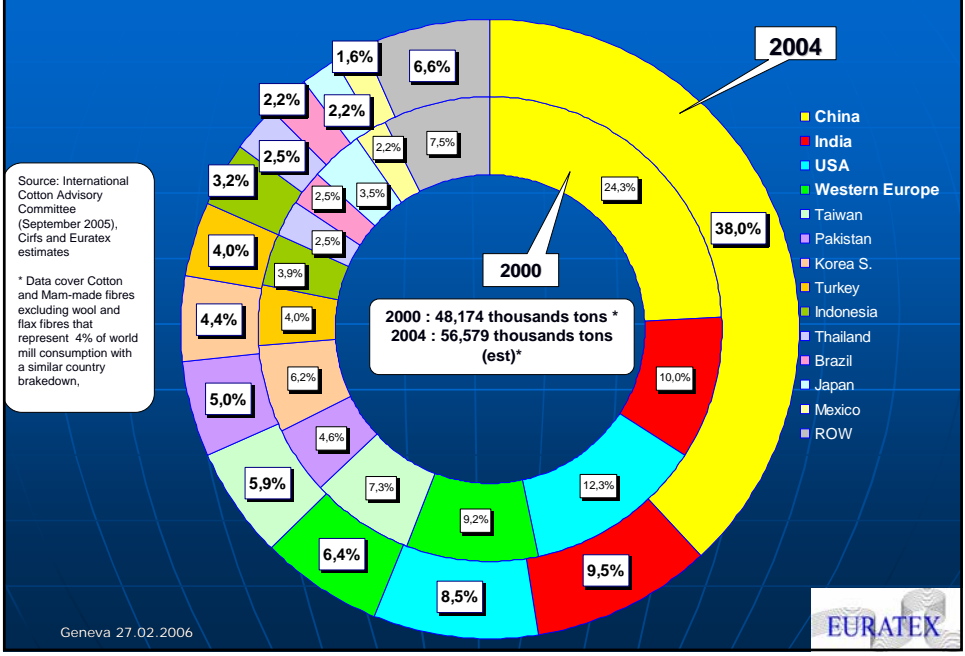 2004
1,6%
6,6%
2,2%
2,2%
2,5%
3,2%
4,0%
4,4%
5,0%
5,9%
6,4%
8,5%
9,5%
38,0%
2000
24,3%
10,0%
12,3%
9,2%
7,3%
4,6%
6,2%
4,0%
3,9%
2,5%
2,5%
3,5%
2,2%
7,5%
2000 : 48,174 thousands tons *
2004 : 56,579 thousands tons
(est)*
China
India
USA
Western Europe
Taiwan
Pakistan
Korea S.
Turkey
Indonesia
Thailand
Brazil
Japan
Mexico
ROW
Source: International
Cotton Advisory
Committee
(September 2005),
Cirfs and Euratex
estimates
* Data cover Cotton
and Mam-made fibres
excluding wool and
flax fibres that
represent 4% of world
mill consumption with
a similar country
brakedown,
Geneva 27.02.2006
EURATEX